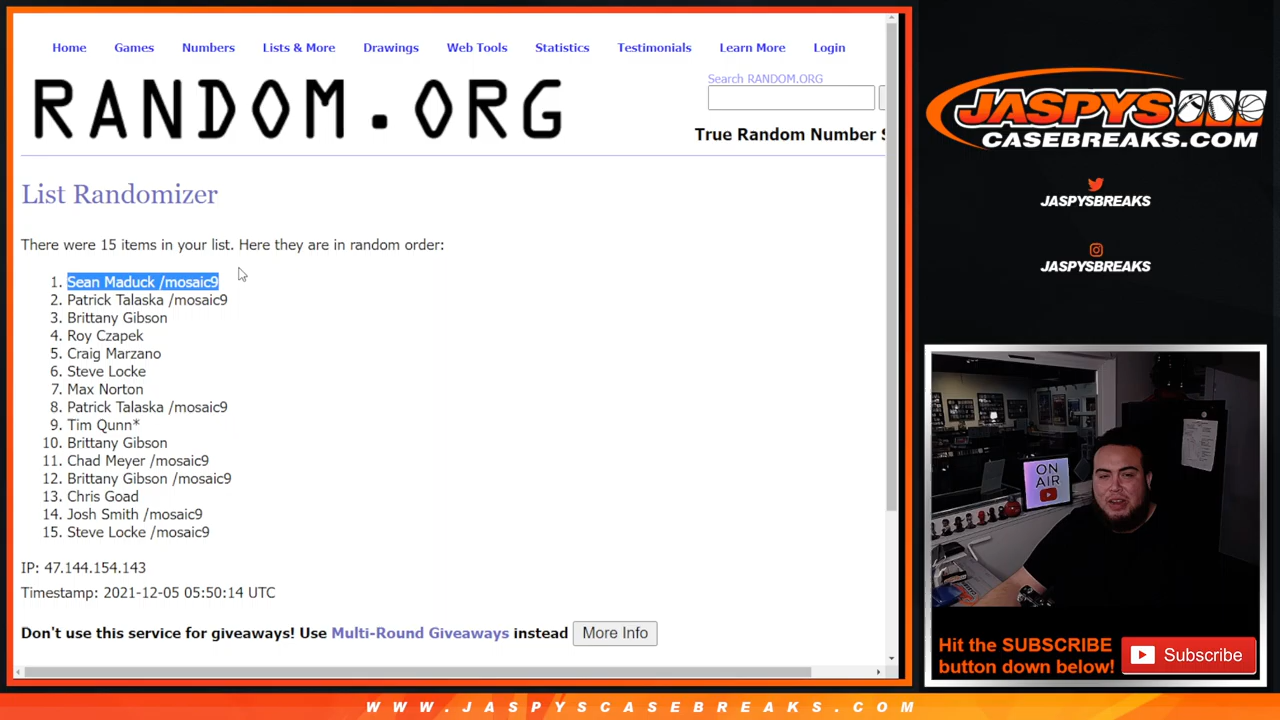 Home Games Numbers Lists & More Drawings Web Tools Statistics Testimonials Learn More Login
RANDOM.ORG
Search RANDOM.ORG
True Random Number S
List Randomizer
There were 15 items in your list. Here they are in random order:
1. Sean Maduck /mosaic9
2. Patrick Talaska /mosaic9
3. Brittany Gibson
4. Roy Czapek
5. Craig Marzano
6. Steve Locke
7. Max Norton
8. Patrick Talaska /mosaic9
9. Tim Qunn*
10. Brittany Gibson
11. Chad Meyer /mosaic9
12. Brittany Gibson /mosaic9
13. Chris Goad
14. Josh Smith /mosaic9
15. Steve Locke /mosaic9
IP: 47.144.154.143
Timestamp: 2021-12-05 05:50:14 UTC
Don't use this service for giveaways! Use Multi-Round Giveaways instead More Info
JASPYS
CASEBREAKS.COM
JASPYSBREAKS
JASPYSBREAKS
ON
AIR
Hit the SUBSCRIBE
button down below!
Subscribe
WWW.JASPYSCASEBREAKS.COM